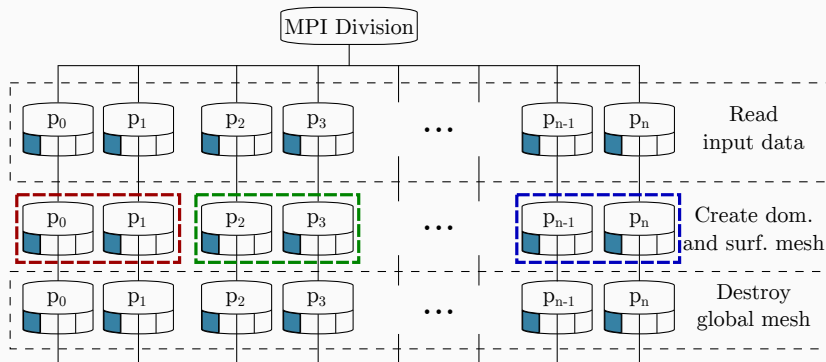 MPI Division
p0 p1 p2 p3 ... pn-1 pn Read
input data
p0 p1 p2 p3 ... pn-1 pn Create dom.
and surf. mesh
p0 p1 p2 p3 ... pn-1 pn Destroy
global mesh